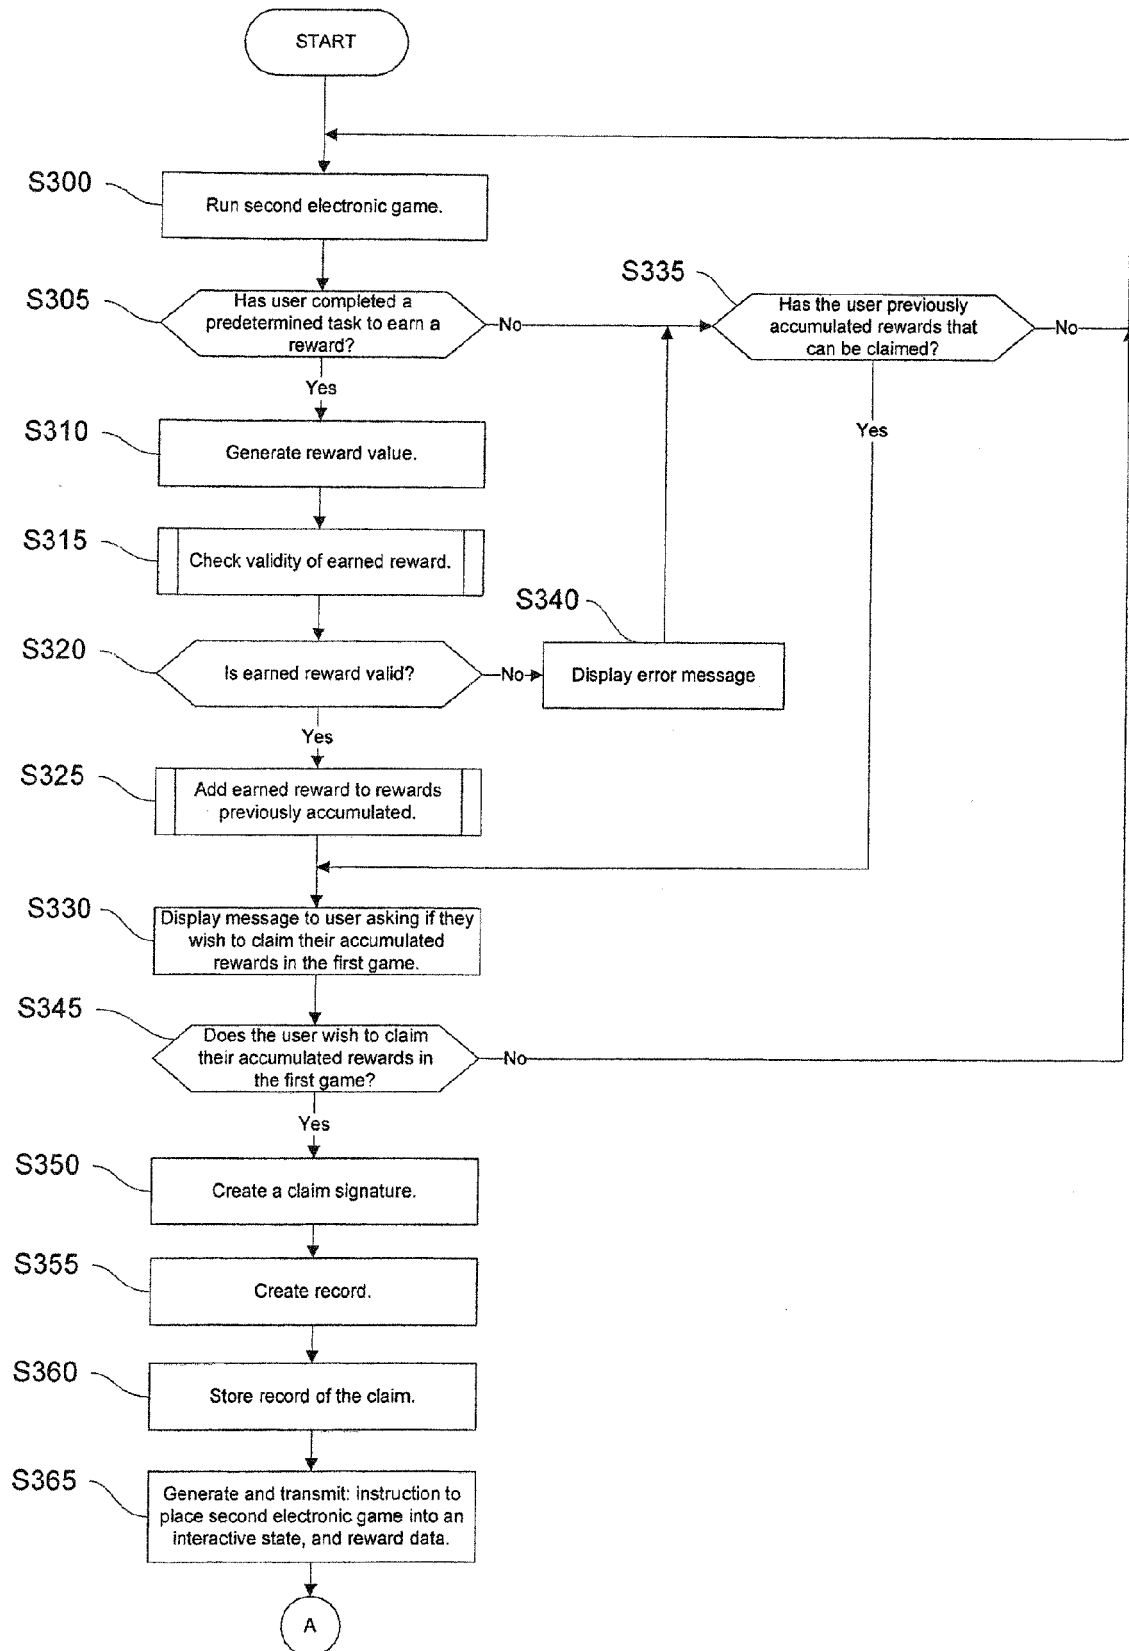 START
S300
Run second electronic game.
S305
Has user completed a
predetermined task to earn a
reward?
No
S335
Has the user previously
accumulated rewards that
can be claimed?
No
Yes
Yes
S310
Generate reward value.
S315
Check validity of earned reward.
S340
S320
Is earned reward valid?
No
Display error message
Yes
S325
Add earned reward to rewards
previously accumulated.
S330
Display message to user asking if they
wish to claim their accumulated
rewards in the first game.
S345
Does the user wish to claim
their accumulated rewards in
the first game?
No
Yes
S350
Create a claim signature.
S355
Create record.
S360
Store record of the claim.
S365
Generate and transmit: instruction to
place second electronic game into an
interactive state, and reward data.
A